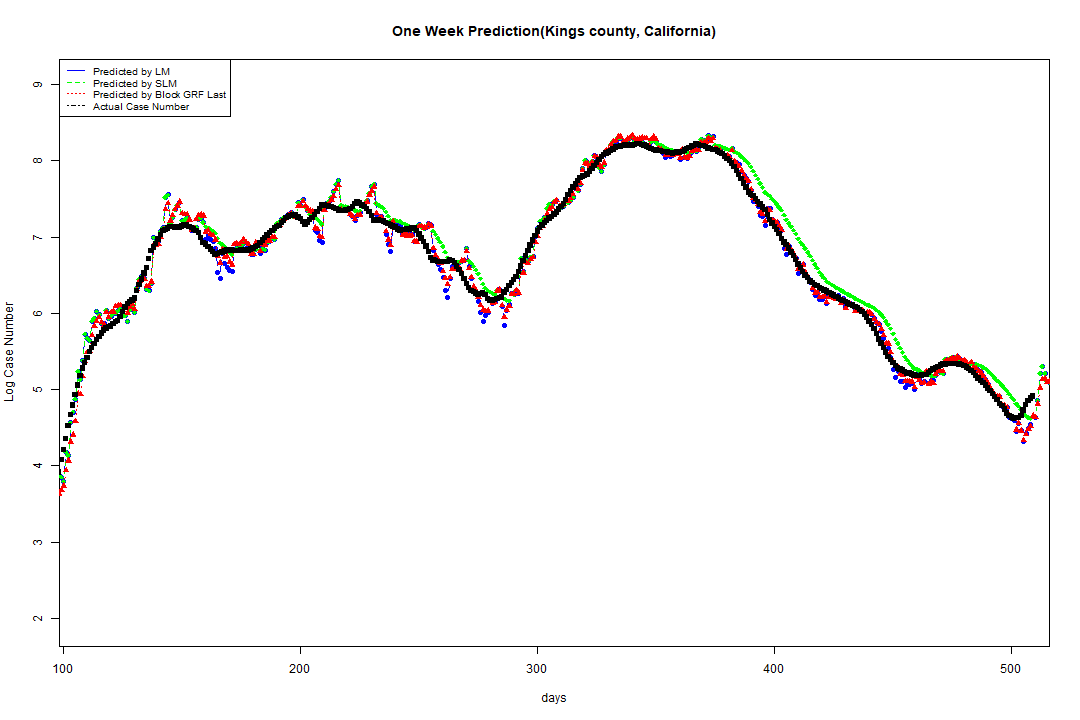 One Week Prediction(Kings county, California)
Predicted by LM
Predicted by SLM
Predicted by Block GRF Last
Actual Case Number
9
8
7
6
5
4
3
2
Log Case Number
100 200 300 400 500
days